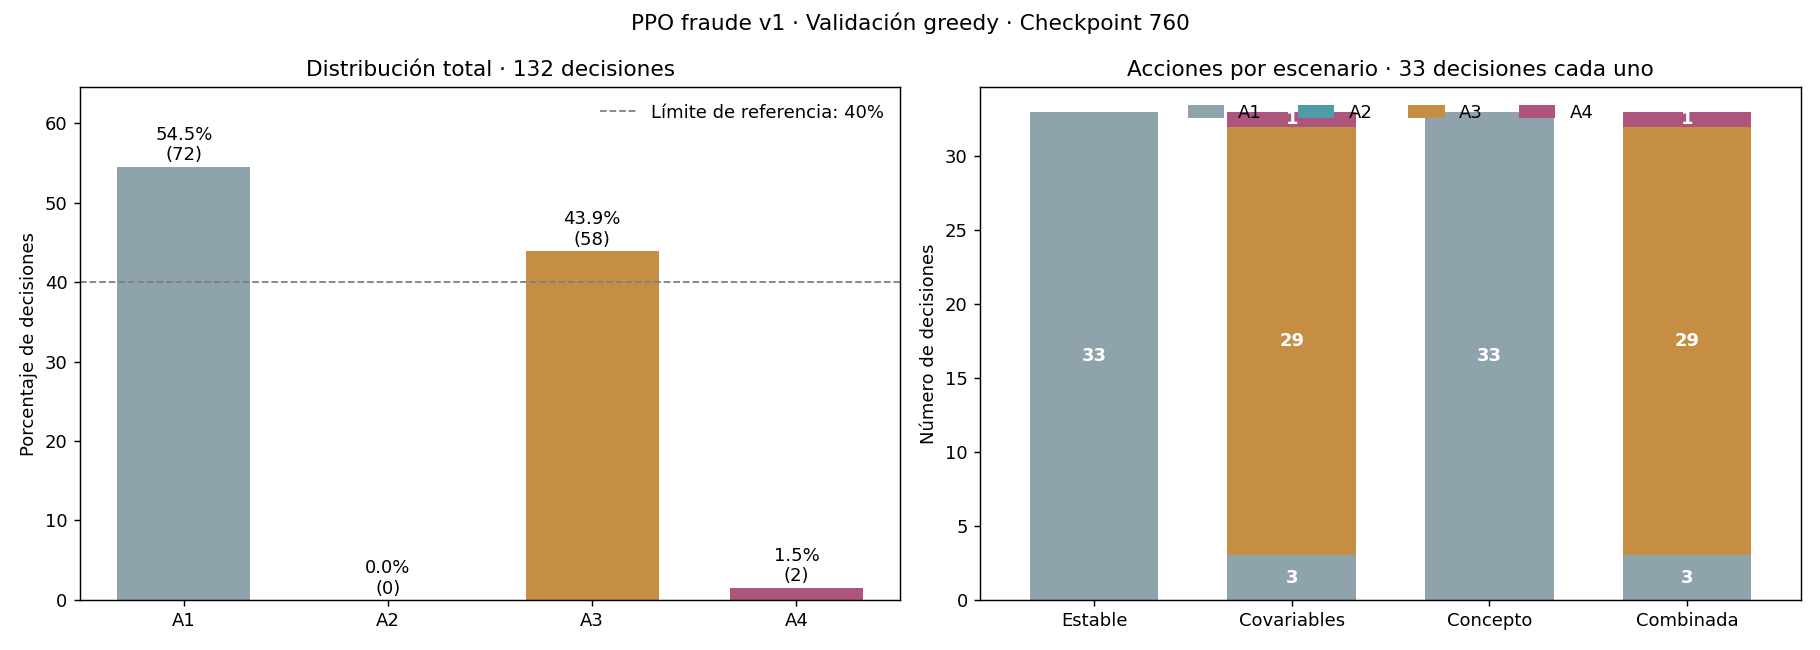 PPO fraude v1 · Validación greedy · Checkpoint 760
Distribución total · 132 decisiones
Límite de referencia: 40%
Porcentaje de decisiones
60
50
40
30
20
10
0
54.5%
(72)
0.0%
(0)
43.9%
(58)
1.5%
(2)
A1
A2
A3
A4
Acciones por escenario · 33 decisiones cada uno
A1
A2
A3
A4
Número de decisiones
30
25
20
15
10
5
0
33
1
29
3
33
1
29
3
Estable
Covariables
Concepto
Combinada